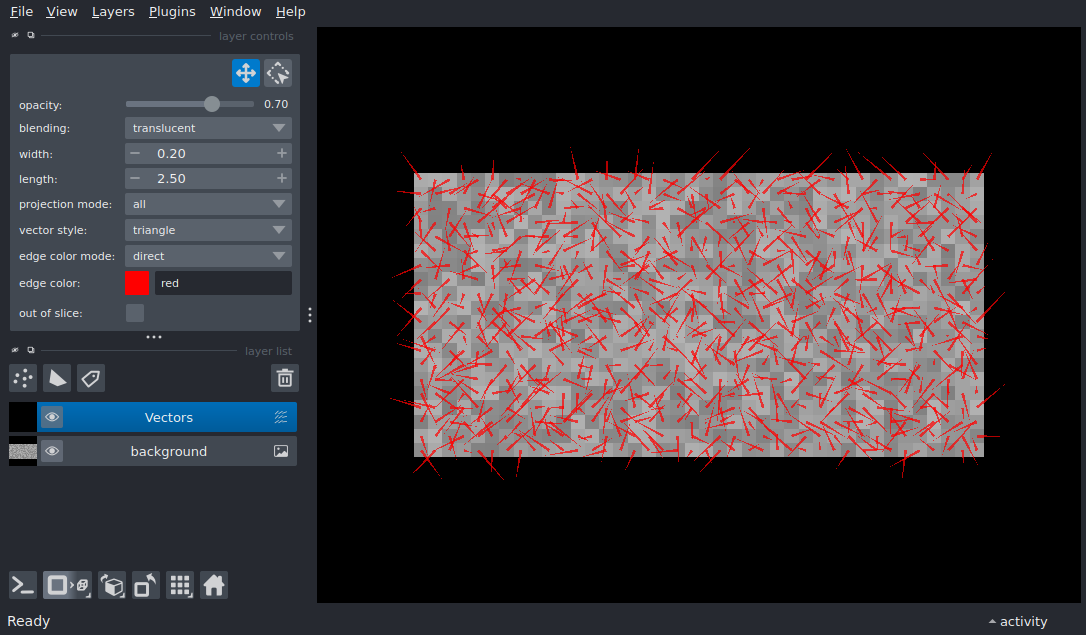 File View Layers Plugins Window Help
layer controls
opacity: 0.70
blending: translucent
width: 0.20
length: 2.50
projection mode: all
vector style: triangle
edge color mode: direct
edge color: red
out of slice:
layer list
Vectors
background
Ready activity